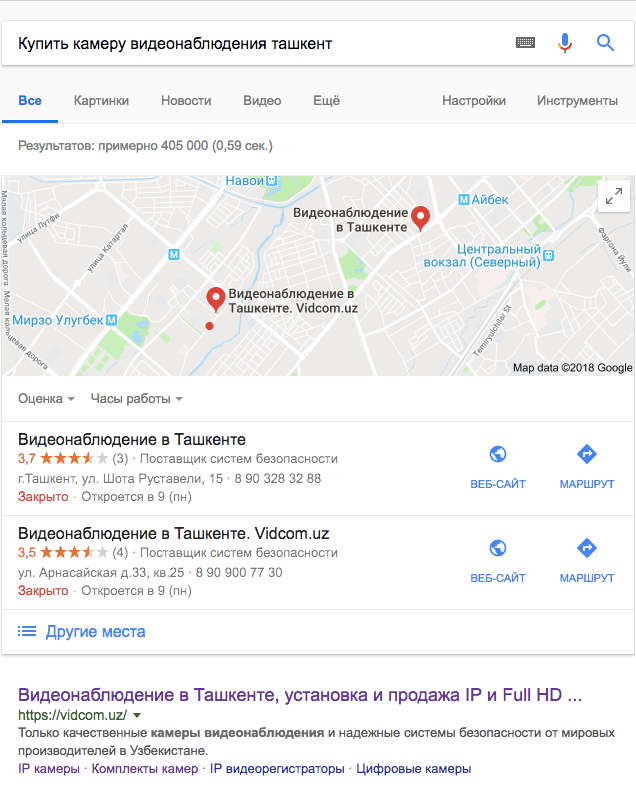 Купить камеру видеонаблюдения ташкент
Все Картинки Новости Видео Ещё Настройки Инструменты
Результатов: примерно 405 000 (0,59 сек.)
Навои
Малая кольцевая дорога
улица Лутфи
улица Катартал
Видеонаблюдение
в Ташкенте
Айбек
Фаргона Йули
Центральный
вокзал (Северный)
Видеонаблюдение в
Ташкенте. Vidcom.uz
Мирзо Улугбек
Малая кольцевая дорога
Temiryulchilar St
Map data ©2018 Google
Оценка Часы работы
Видеонаблюдение в Ташкенте
3,7 (3) · Поставщик систем безопасности
г.Ташкент, ул. Шота Руставели, 15 · 8 90 328 32 88
Закрыто · Откроется в 9 (пн)
ВЕБ-САЙТ МАРШРУТ
Видеонаблюдение в Ташкенте. Vidcom.uz
3,5 (4) · Поставщик систем безопасности
ул. Арнасайская д.33, кв.25 · 8 90 900 77 30
Закрыто · Откроется в 9 (пн)
ВЕБ-САЙТ МАРШРУТ
Другие места
Видеонаблюдение в Ташкенте, установка и продажа IP и Full HD ...
https://vidcom.uz/
Только качественные камеры видеонаблюдения и надежные системы безопасности от мировых
производителей в Узбекистане.
IP камеры · Комплекты камер · IP видеорегистраторы · Цифровые камеры